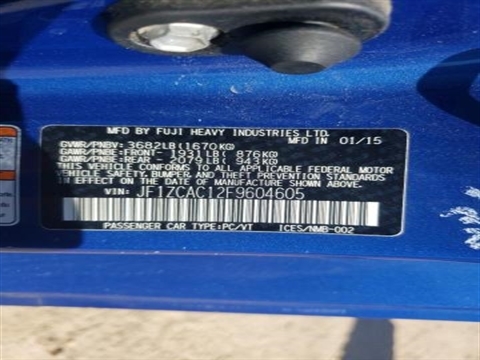 MFD BY FUJI HEAVY INDUSTRIES LTD.
GVWR/PNBV: 3682LB(1670KG) MFD IN 01/15
GAWR/PNBE:FRONT - 1931LB( 876KG)
GAWR/PNBE:REAR - 2079LB( 943KG)
THIS VEHICLE CONFORMS TO ALL APPLICABLE FEDERAL MOTOR
VEHICLE SAFETY, BUMPER, AND THEFT PREVENTION STANDARDS
IN EFFECT ON THE DATE OF MANUFACTURE SHOWN ABOVE.
VIN: JF1ZCAC12F9604605
PASSENGER CAR TYPE:PC/VT ICES/NMB-002